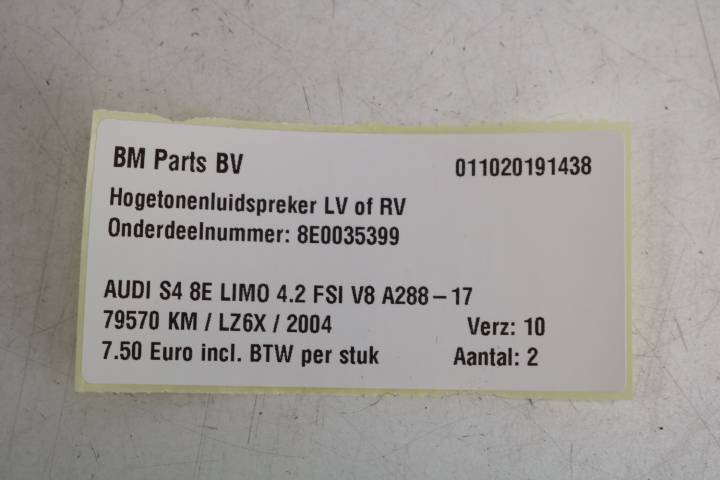 BM Parts BV 011020191438
Hogetonenluidspreker LV of RV
Onderdeelnummer: 8E0035399
AUDI S4 8E LIMO 4.2 FSI V8 A288-17
79570 KM / LZ6X / 2004 Verz: 10
7.50 Euro incl. BTW per stuk Aantal: 2